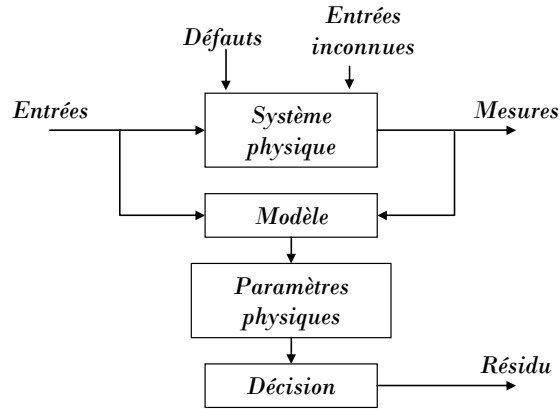 Défauts
Entrées
inconnues
Entrées
Système
physique
Mesures
Modèle
Paramètres
physiques
Décision
Résidu